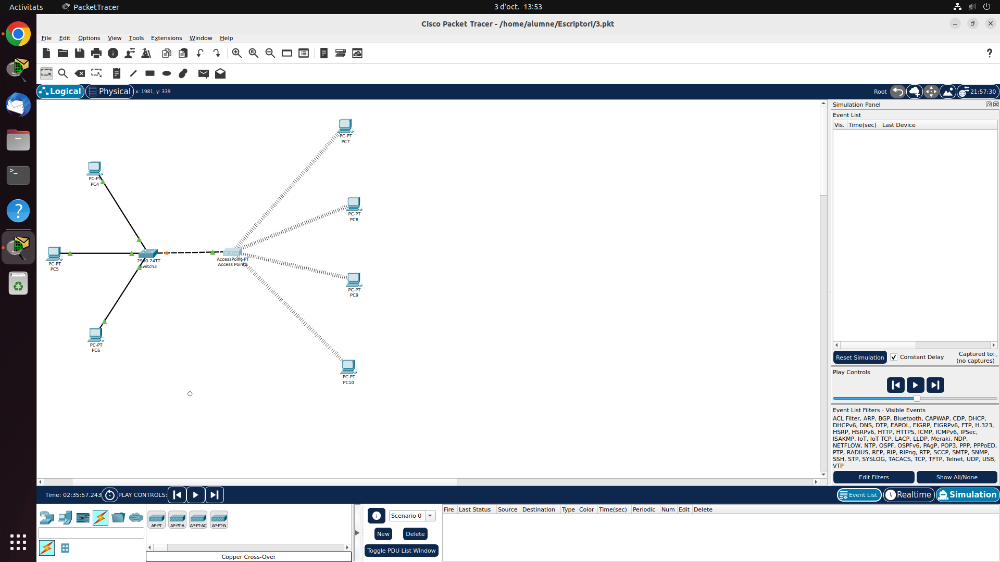 Activitats
PacketTracer
3 d'oct. 13:53
Cisco Packet Tracer - /home/alumne/Escriptori/3.pkt
File Edit Options View Tools Extensions Window Help
?
Logical
Physical
x: 1981, y: 339
Root
21:57:30
PC-PT
PC7
PC-PT
PC4
PC-PT
PC8
PC-PT
PC5
2960-24TT
Switch3
AccessPoint-PT
Access Point0
PC-PT
PC9
PC-PT
PC6
PC-PT
PC10
Simulation Panel
Event List
Vis. Time(sec) Last Device
Reset Simulation
Constant Delay
Captured to:
(no captures)
Play Controls
Event List Filters - Visible Events
ACL Filter, ARP, BGP, Bluetooth, CAPWAP, CDP, DHCP,
DHCPv6, DNS, DTP, EAPOL, EIGRP, EIGRPv6, FTP, H.323,
HSRP, HSRPv6, HTTP, HTTPS, ICMP, ICMPv6, IPSec,
ISAKMP, IoT, IoT TCP, LACP, LLDP, Meraki, NDP,
NETFLOW, NTP, OSPF, OSPFv6, PAgP, POP3, PPP, PPPoED,
PTP, RADIUS, REP, RIP, RIPng, RTP, SCCP, SMTP, SNMP,
SSH, STP, SYSLOG, TACACS, TCP, TFTP, Telnet, UDP, USB,
VTP
Edit Filters
Show All/None
Time: 02:35:57.243
PLAY CONTROLS:
Event List
Realtime
Simulation
AP-PT
AP-PT-A
AP-PT-AC
AP-PT-N
Copper Cross-Over
Scenario 0
New
Delete
Toggle PDU List Window
Fire Last Status Source Destination Type Color Time(sec) Periodic Num Edit Delete